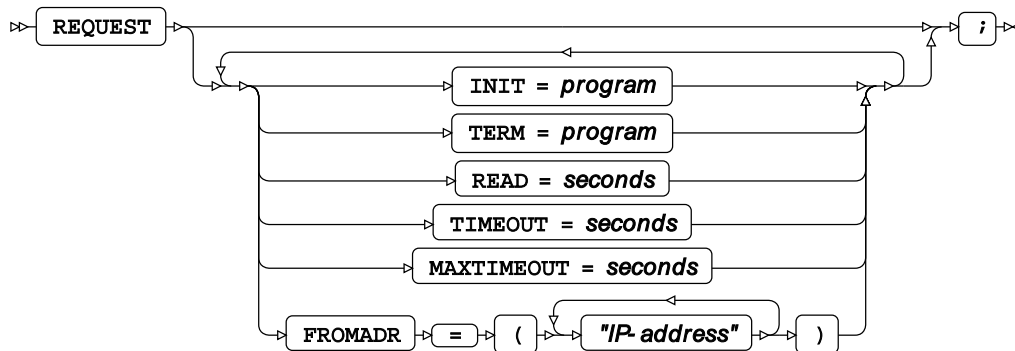 REQUEST ;
INIT = program
TERM = program
READ = seconds
TIMEOUT = seconds
MAXTIMEOUT = seconds
FROMADR = ( "IP-address" )